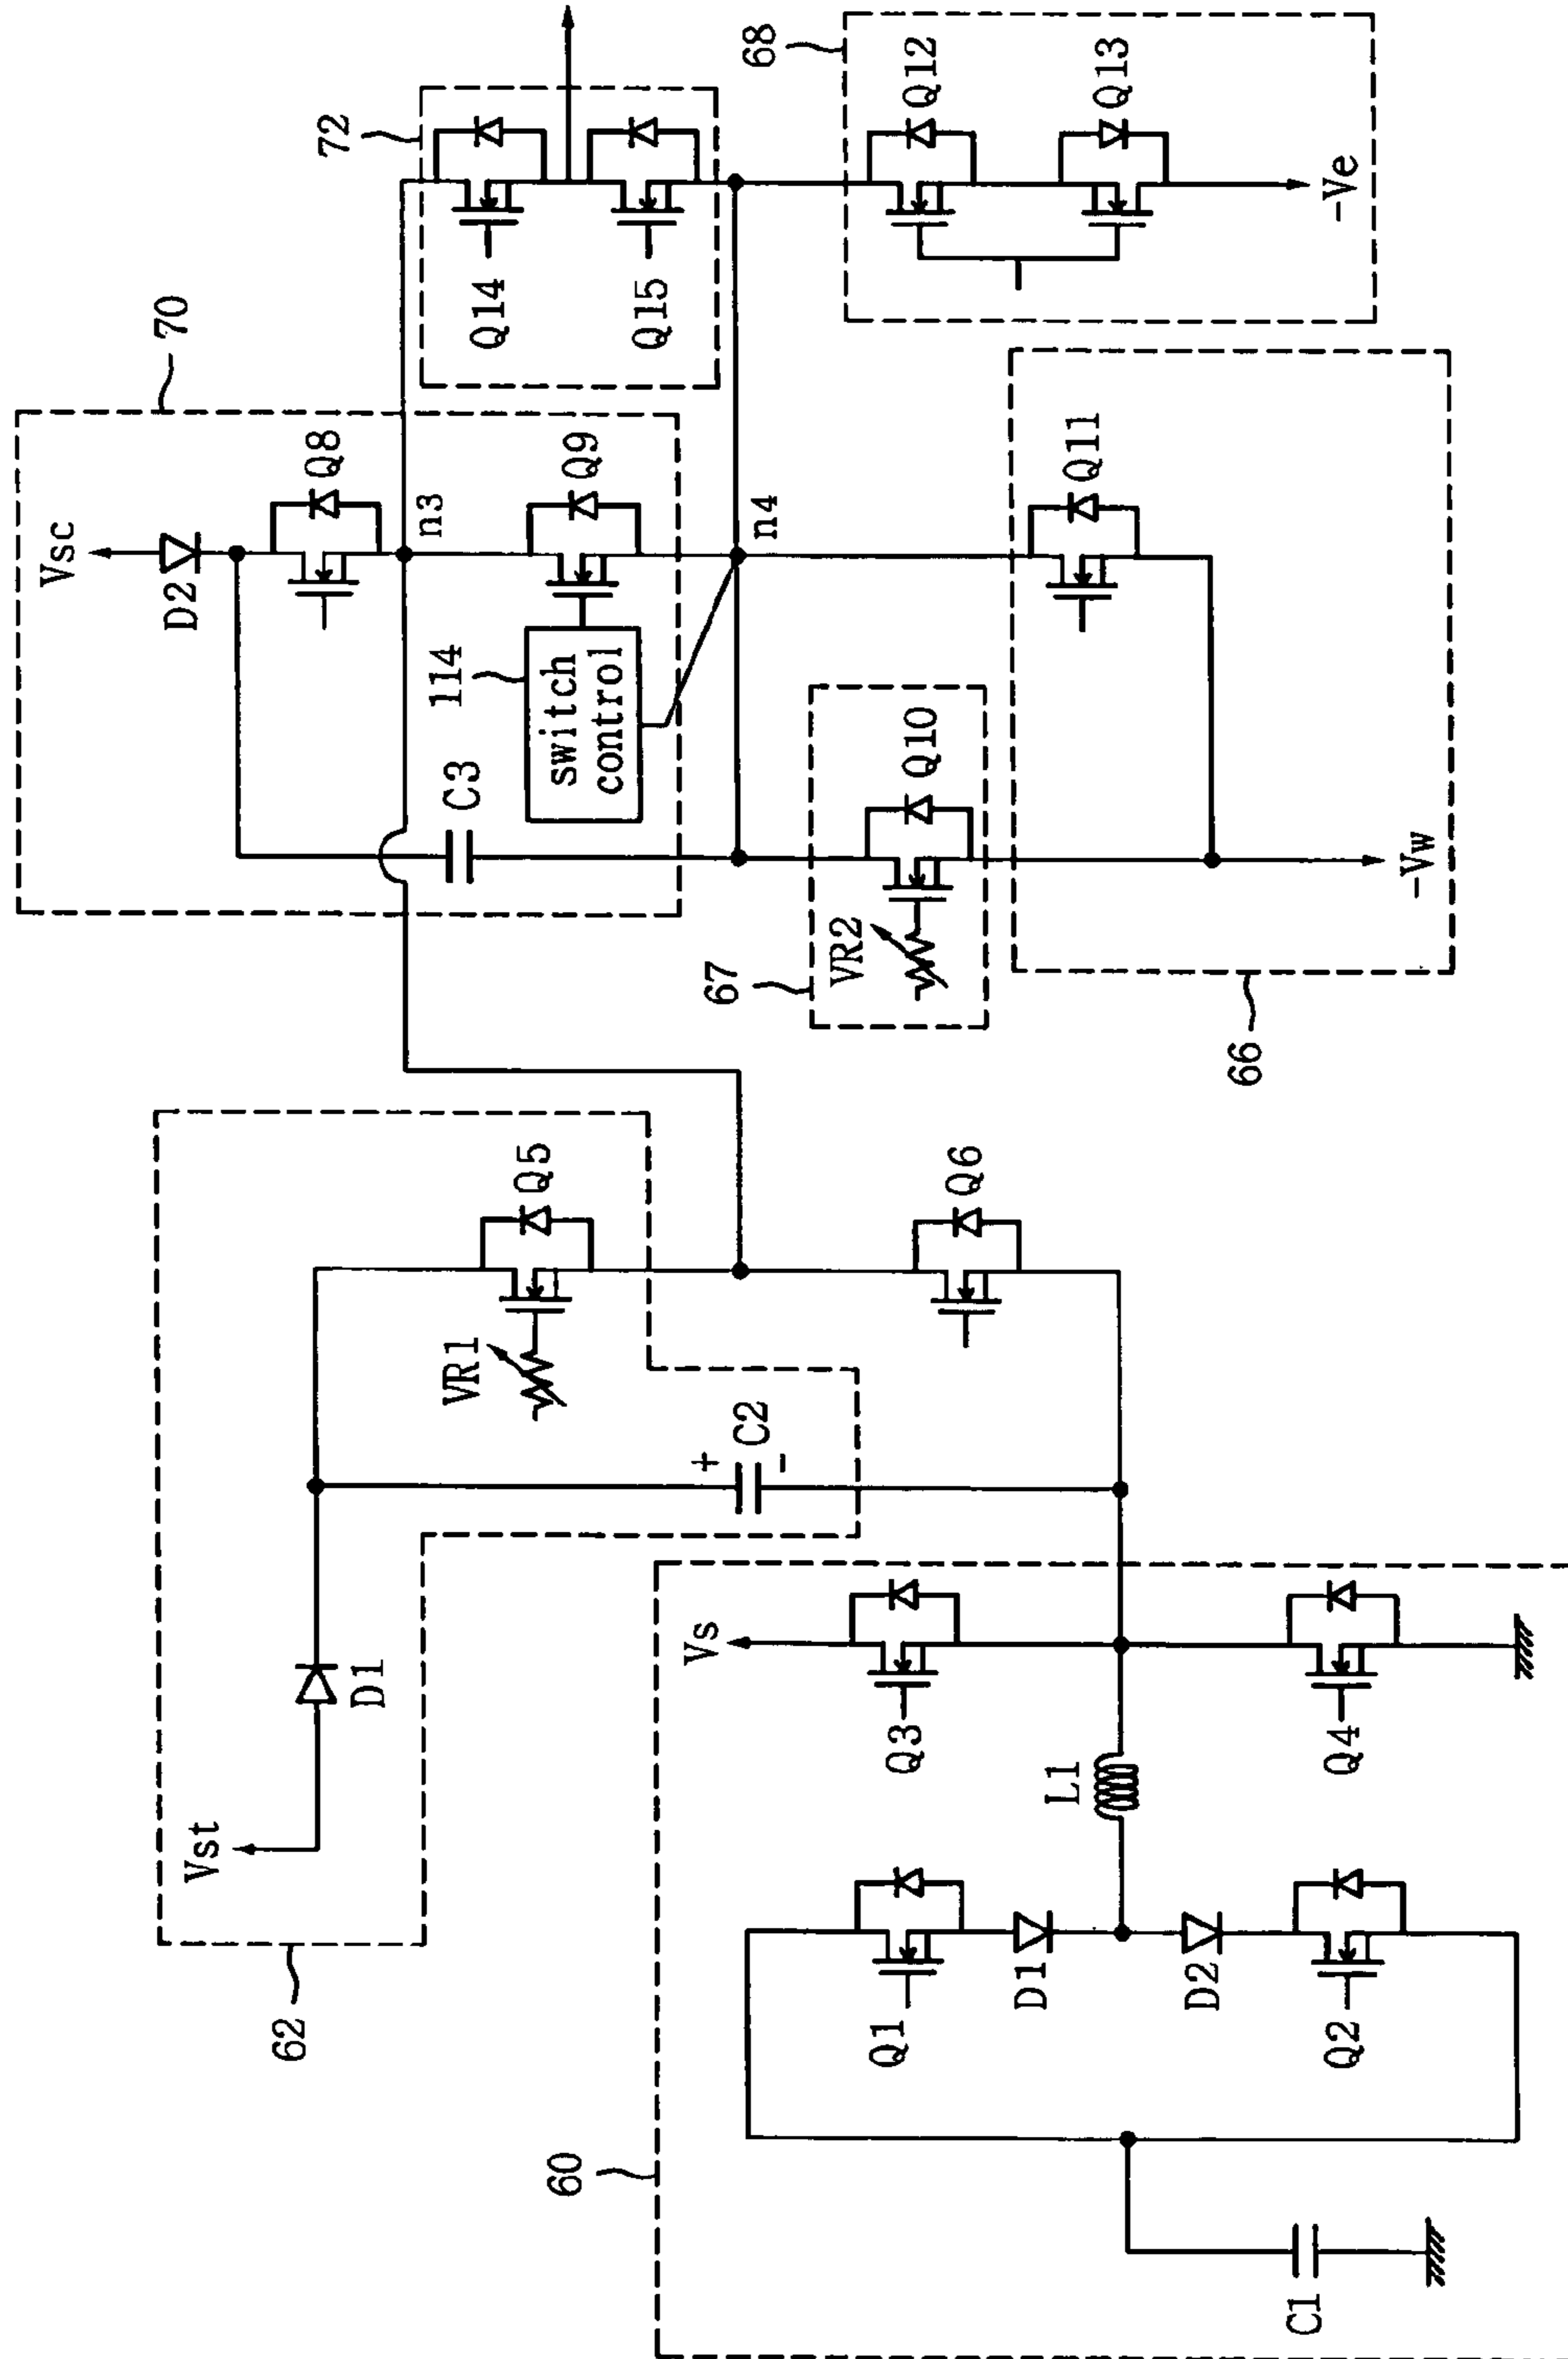 Vsc
D2
Q8
70
72
Q14
Q15
68
Q12
Q13
-Ve
n3
Q9
114
switch
control
n4
C3
Q11
67
VR2
Q10
66
-Vw
Q5
VR1
+
C2
-
Q6
62
Vst
D1
60
Vs
Q3
Q4
L1
Q1
D1
D2
Q2
C1